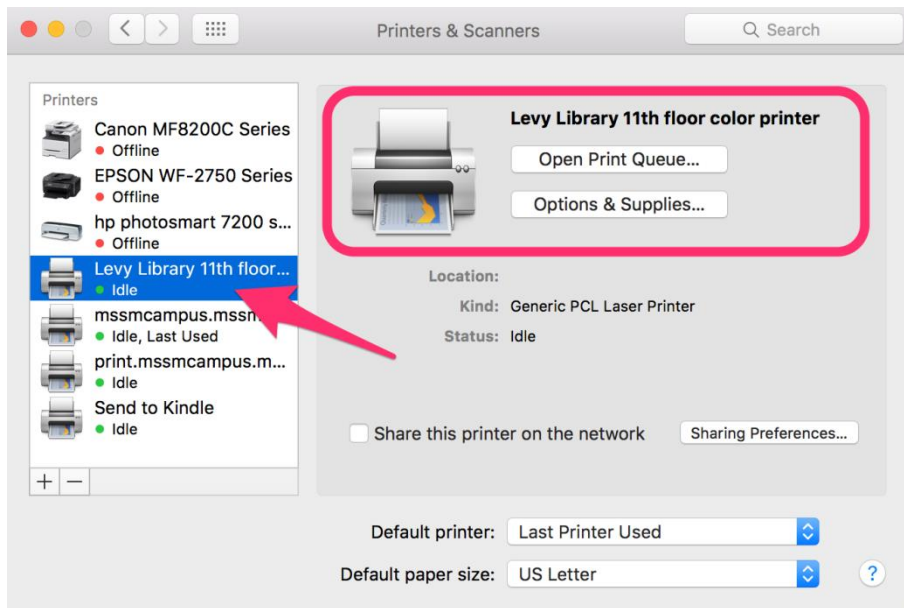 Printers & Scanners
Search
Printers
Canon MF8200C Series
Offline
EPSON WF-2750 Series
Offline
hp photosmart 7200 s...
Offline
Levy Library 11th floor...
Idle
mssmcampus.mssm
Idle, Last Used
print.mssmcampus.m...
Idle
Send to Kindle
Idle
+ −
Levy Library 11th floor color printer
Open Print Queue...
Options & Supplies...
Location:
Kind: Generic PCL Laser Printer
Status: Idle
Share this printer on the network
Sharing Preferences...
Default printer: Last Printer Used
Default paper size: US Letter
?